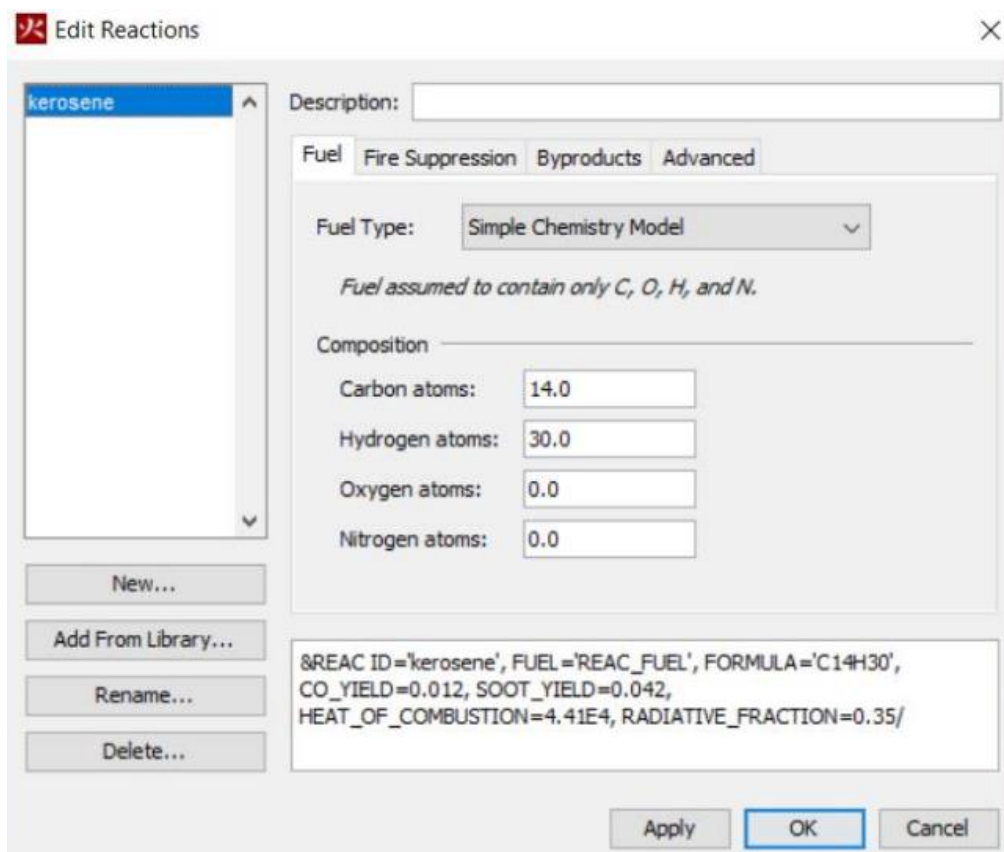 Edit Reactions
kerosene
Description:
Fuel Fire Suppression Byproducts Advanced
Fuel Type: Simple Chemistry Model
Fuel assumed to contain only C, O, H, and N.
Composition
Carbon atoms: 14.0
Hydrogen atoms: 30.0
Oxygen atoms: 0.0
Nitrogen atoms: 0.0
New...
Add From Library...
Rename...
Delete...
&REAC ID='kerosene', FUEL='REAC_FUEL', FORMULA='C14H30',
CO_YIELD=0.012, SOOT_YIELD=0.042,
HEAT_OF_COMBUSTION=4.41E4, RADIATIVE_FRACTION=0.35/
Apply OK Cancel